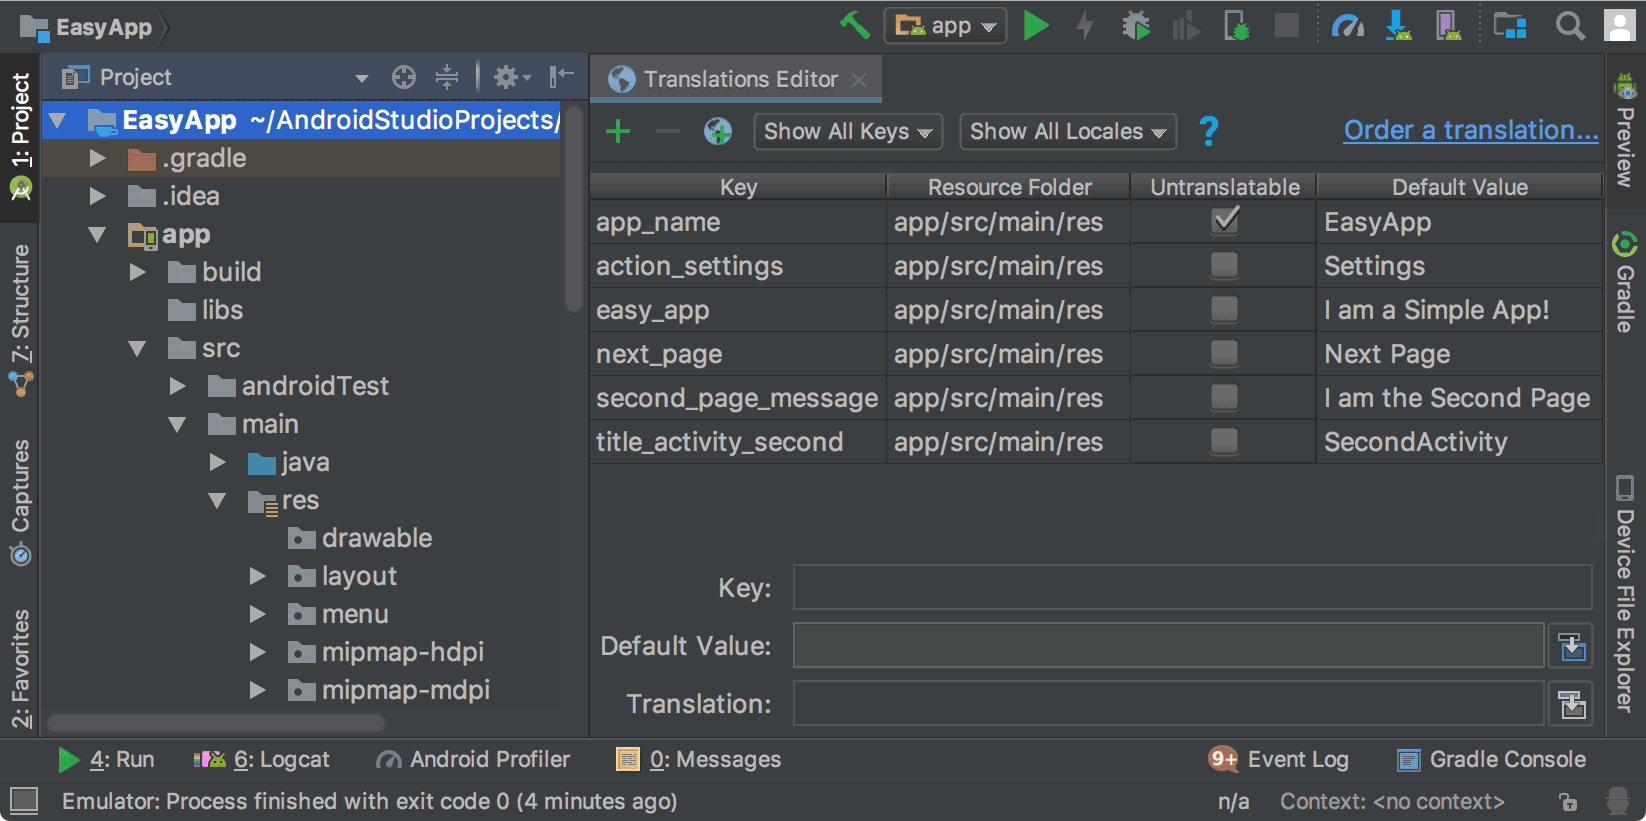 EasyApp
app
1: Project
7: Structure
Captures
2: Favorites
Project
EasyApp ~/AndroidStudioProjects/
.gradle
.idea
app
build
libs
src
androidTest
main
java
res
drawable
layout
menu
mipmap-hdpi
mipmap-mdpi
Translations Editor
Show All Keys
Show All Locales
?
Order a translation...
Key Resource Folder Untranslatable Default Value
app_name app/src/main/res EasyApp
action_settings app/src/main/res Settings
easy_app app/src/main/res I am a Simple App!
next_page app/src/main/res Next Page
second_page_message app/src/main/res I am the Second Page
title_activity_second app/src/main/res SecondActivity
Key:
Default Value:
Translation:
Preview
Gradle
Device File Explorer
4: Run 6: Logcat Android Profiler 0: Messages 9+ Event Log Gradle Console
Emulator: Process finished with exit code 0 (4 minutes ago) n/a Context: <no context>